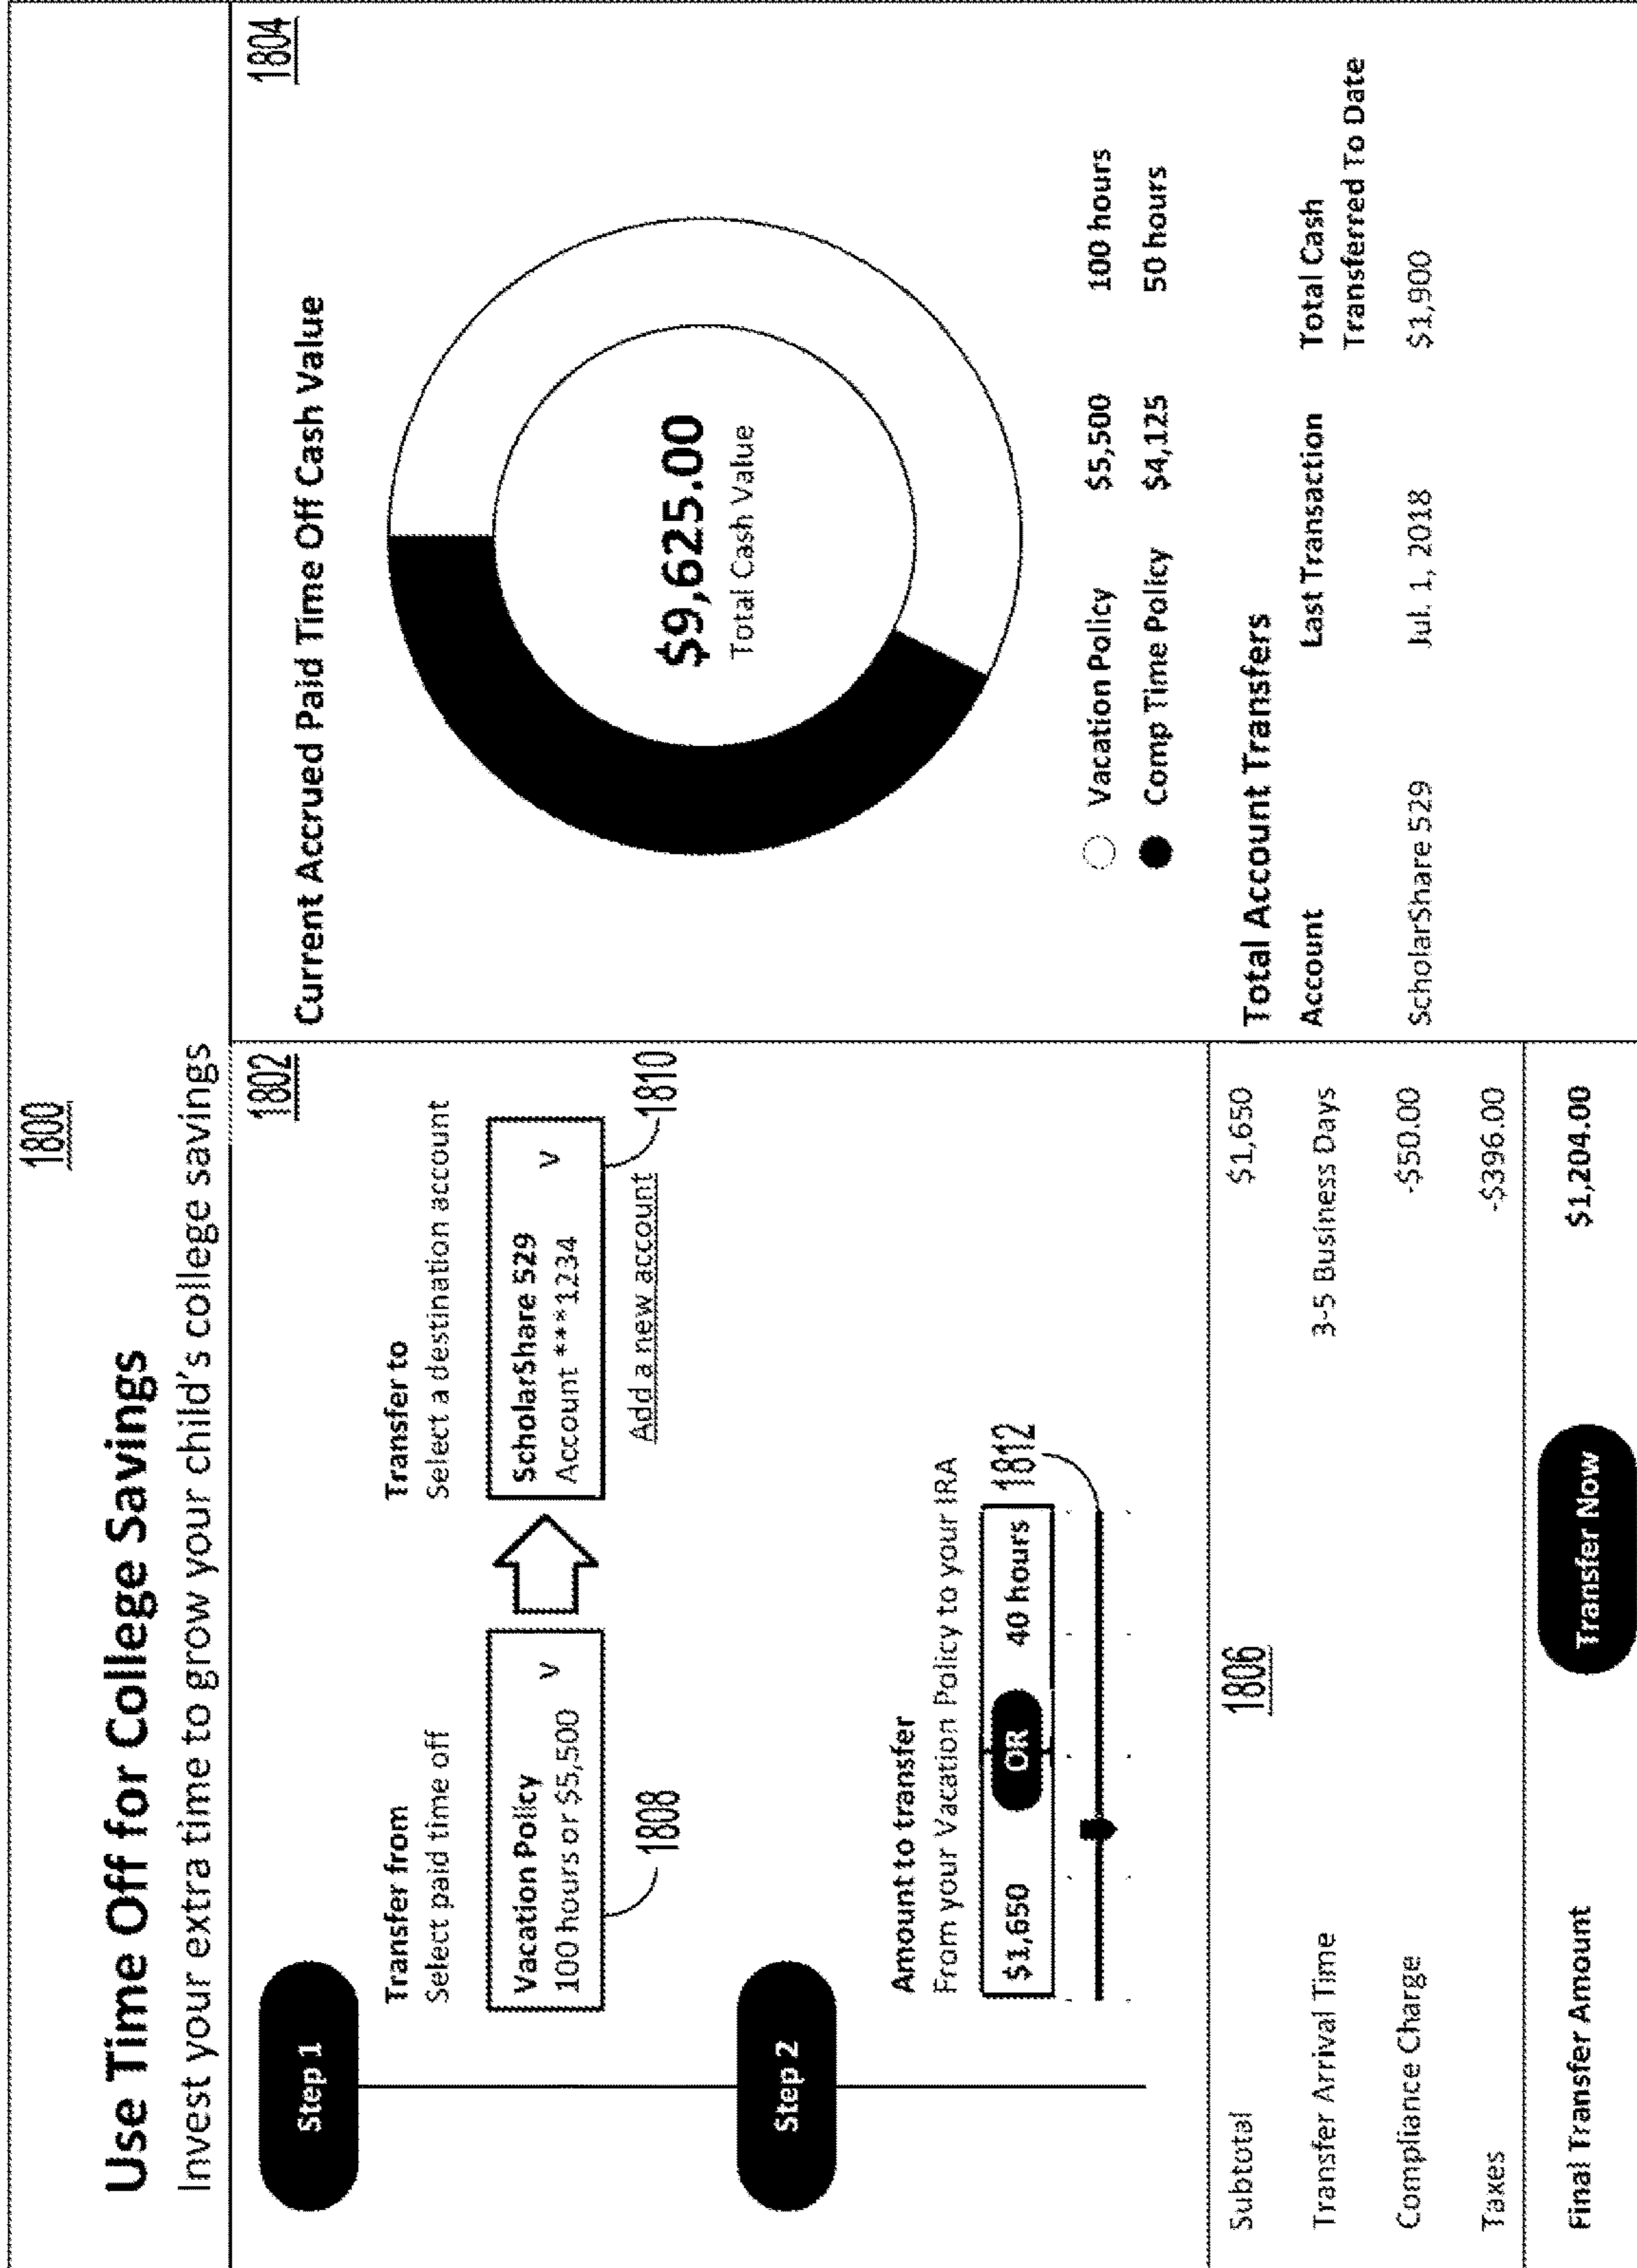 1800
Use Time Off for College Savings
Invest your extra time to grow your child's college savings
1802
Step 1
Transfer from
Select paid time off
Vacation Policy
100 hours or $5,500 V
1808
Transfer to
Select a destination account
ScholarShare 529
Account ***1234 V
1810
Add a new account
Step 2
Amount to transfer
From your Vacation Policy to your IRA
$1,650 OR 40 hours
1812
1806
Subtotal $1,650
Transfer Arrival Time 3-5 Business Days
Compliance Charge -$50.00
Taxes -$396.00
Final Transfer Amount Transfer Now $1,204.00
1804
Current Accrued Paid Time Off Cash Value
$9,625.00
Total Cash Value
Vacation Policy $5,500 100 hours
Comp Time Policy $4,125 50 hours
Total Account Transfers
Account Last Transaction Total Cash
Transferred To Date
ScholarShare 529 Jul. 1, 2018 $1,900